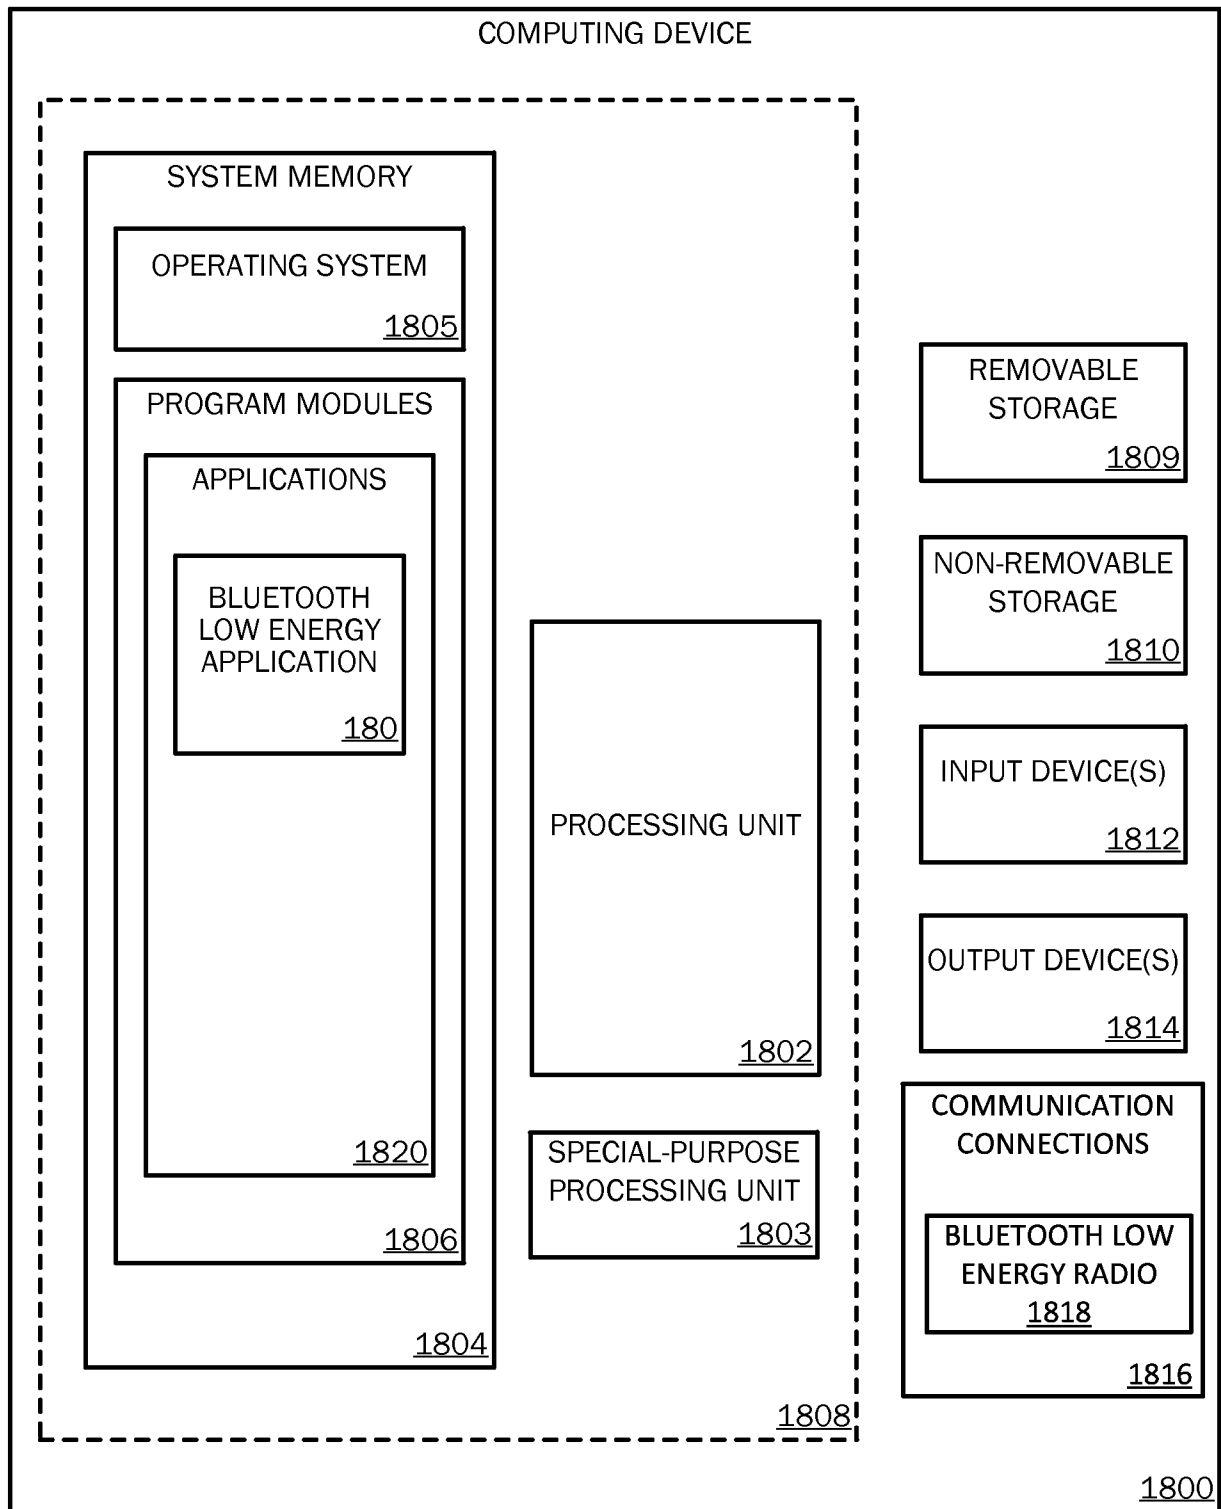 COMPUTING DEVICE
SYSTEM MEMORY
OPERATING SYSTEM
1805
PROGRAM MODULES
APPLICATIONS
BLUETOOTH
LOW ENERGY
APPLICATION
180
1820
1806
1804
PROCESSING UNIT
1802
SPECIAL-PURPOSE
PROCESSING UNIT
1803
1808
REMOVABLE
STORAGE
1809
NON-REMOVABLE
STORAGE
1810
INPUT DEVICE(S)
1812
OUTPUT DEVICE(S)
1814
COMMUNICATION
CONNECTIONS
BLUETOOTH LOW
ENERGY RADIO
1818
1816
1800